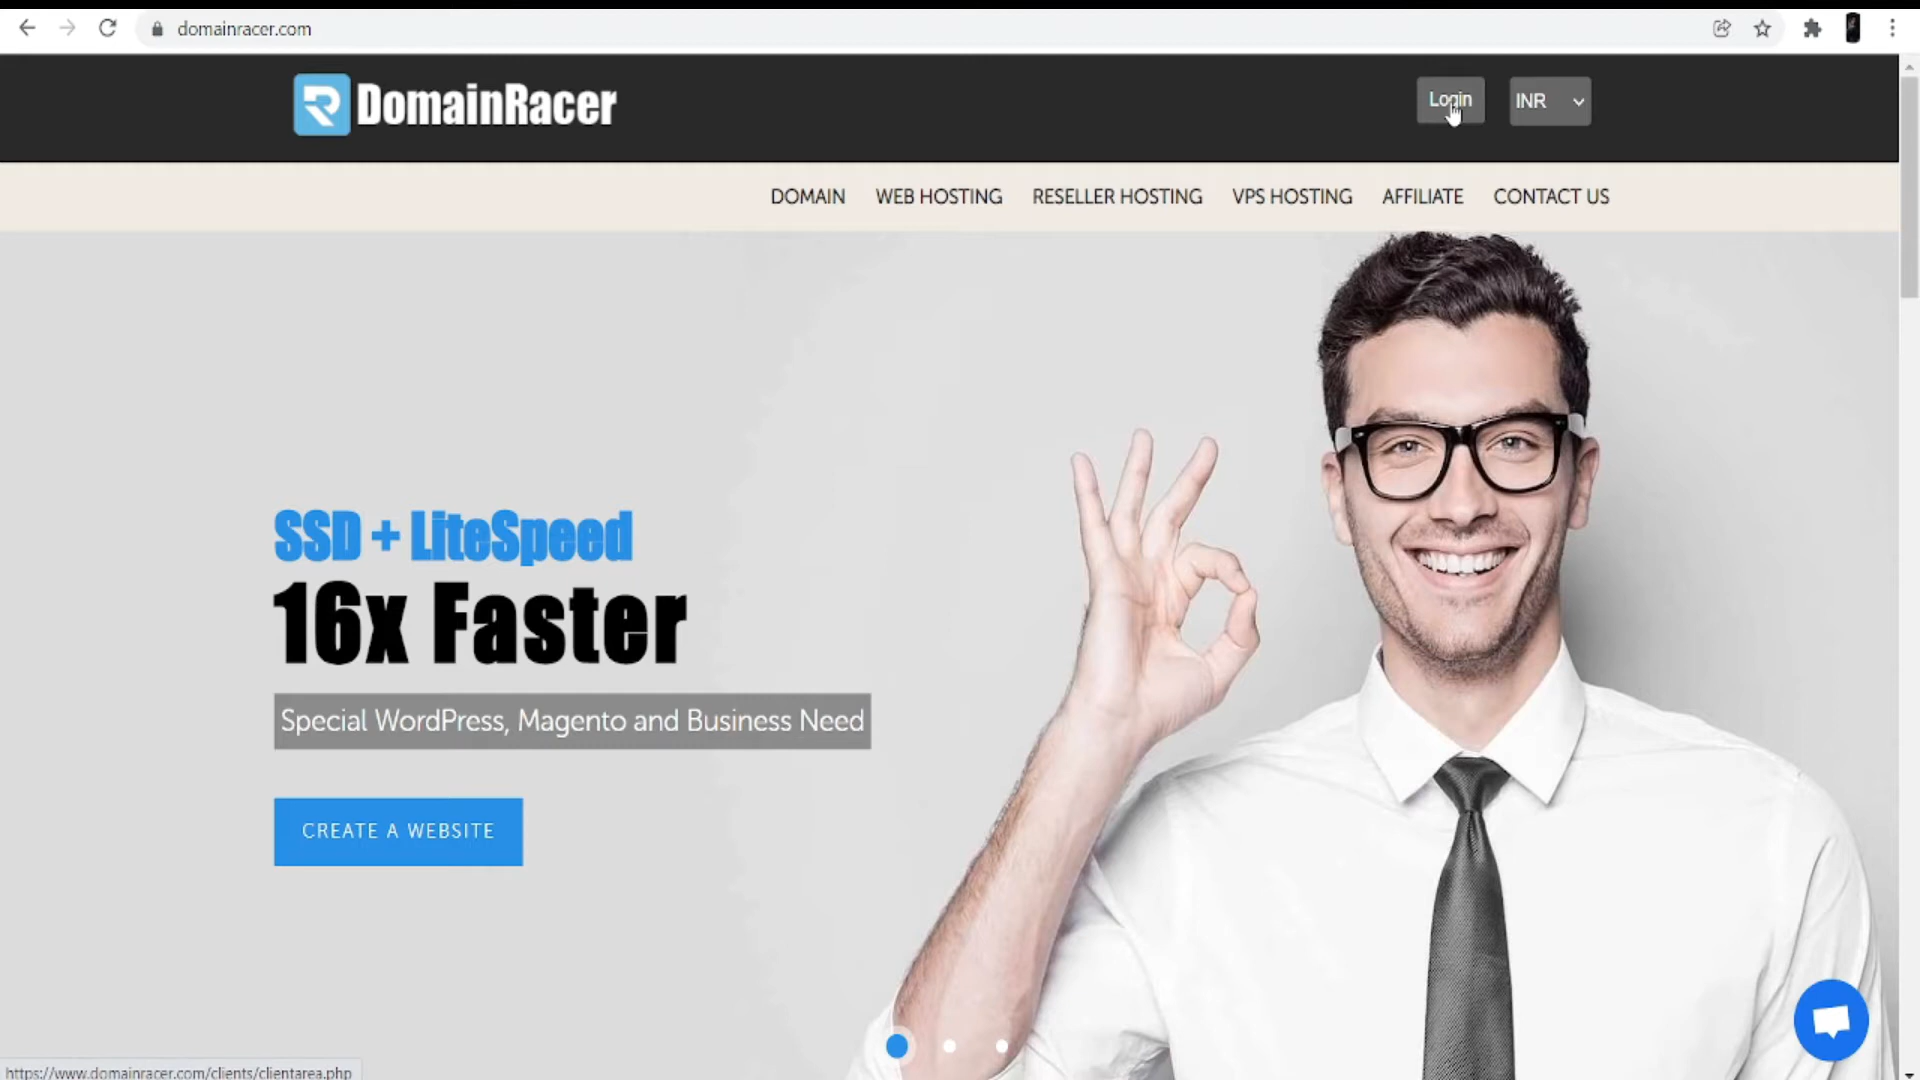 domainracer.com
DomainRacer
Login
INR
DOMAIN WEB HOSTING RESELLER HOSTING VPS HOSTING AFFILIATE CONTACT US
SSD + LiteSpeed
16x Faster
Special WordPress, Magento and Business Need
CREATE A WEBSITE
https://www.domainracer.com/clients/clientarea.php